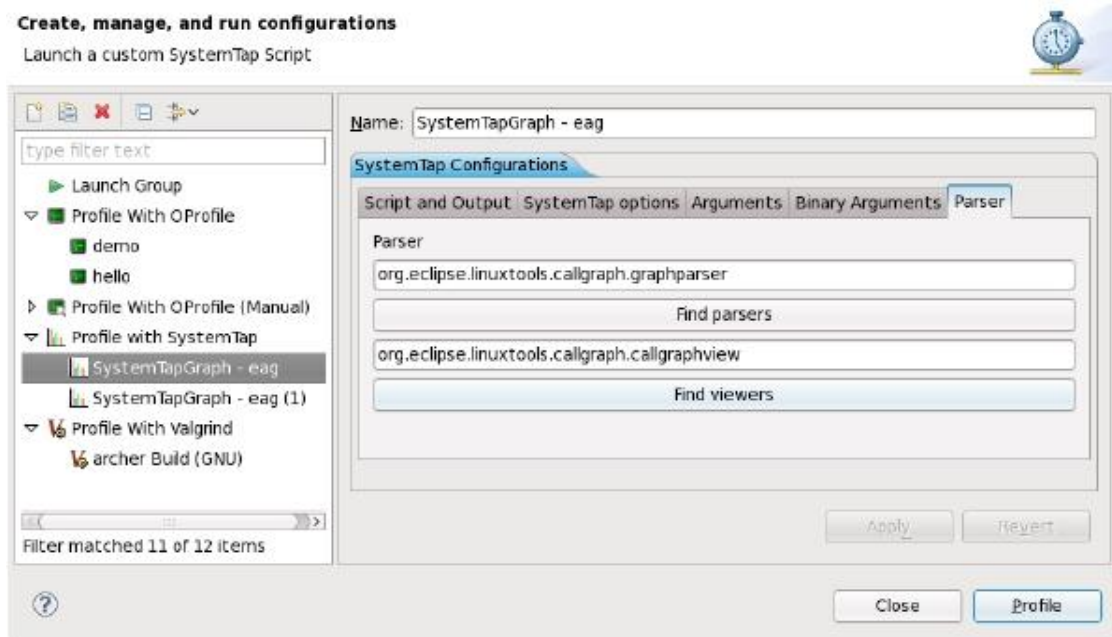 Create, manage, and run configurations
Launch a custom SystemTap Script
type filter text
Launch Group
Profile With OProfile
demo
hello
Profile With OProfile (Manual)
Profile with SystemTap
SystemTapGraph - eag
SystemTapGraph - eag (1)
Profile With Valgrind
archer Build (GNU)
Filter matched 11 of 12 items
Name: SystemTapGraph - eag
SystemTap Configurations
Script and Output SystemTap options Arguments Binary Arguments Parser
Parser
org.eclipse.linuxtools.callgraph.graphparser
Find parsers
org.eclipse.linuxtools.callgraph.callgraphview
Find viewers
Apply Revert
Close Profile